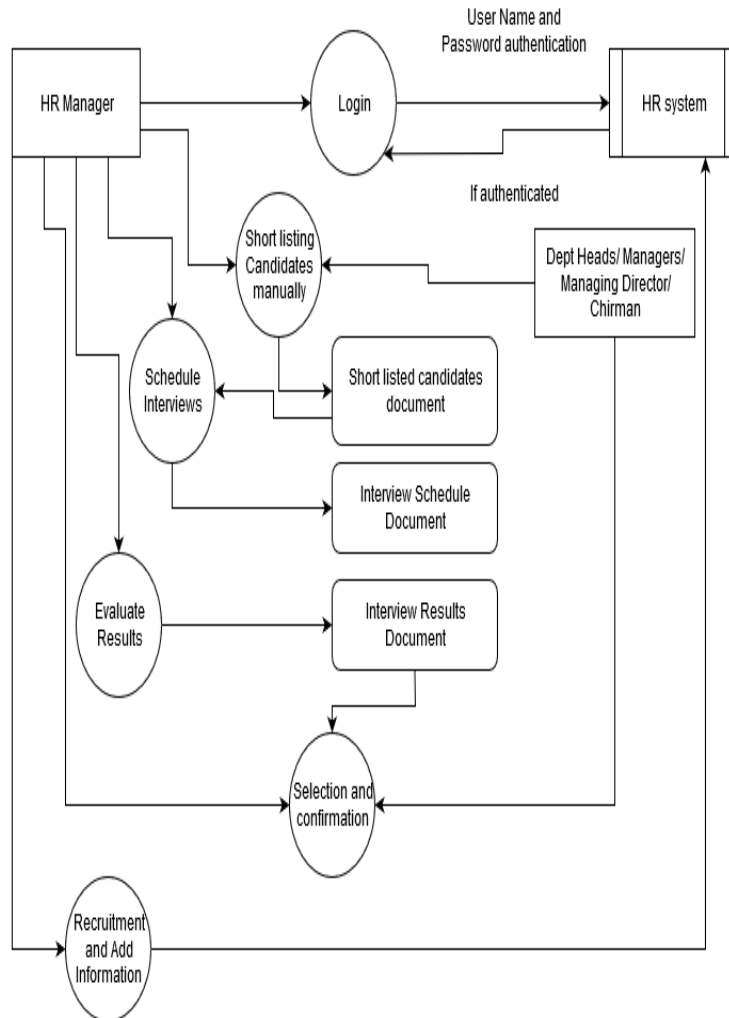 User Name and
Password authentication
HR Manager
Login
HR system
If authenticated
Short listing
Candidates
manually
Dept Heads/ Managers/
Managing Director/
Chirman
Schedule
Interviews
Short listed candidates
document
Interview Schedule
Document
Evaluate
Results
Interview Results
Document
Selection and
confirmation
Recruitment
and Add
Information